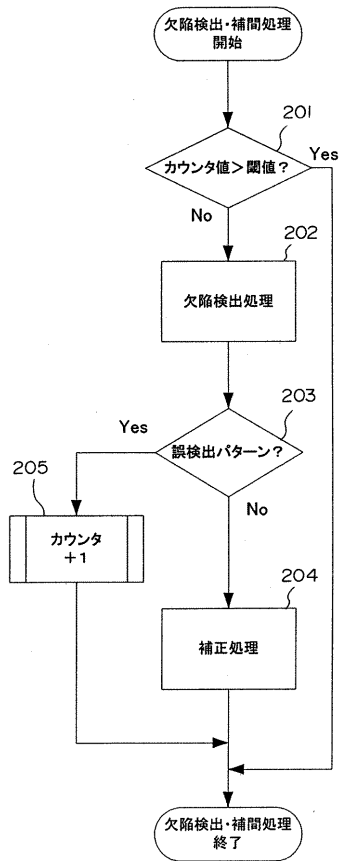 欠陥検出・補間処理
開始
201
カウンタ値>閾値?
Yes
No
202
欠陥検出処理
203
Yes
誤検出パターン?
205
No
カウンタ
+1
204
補正処理
欠陥検出・補間処理
終了